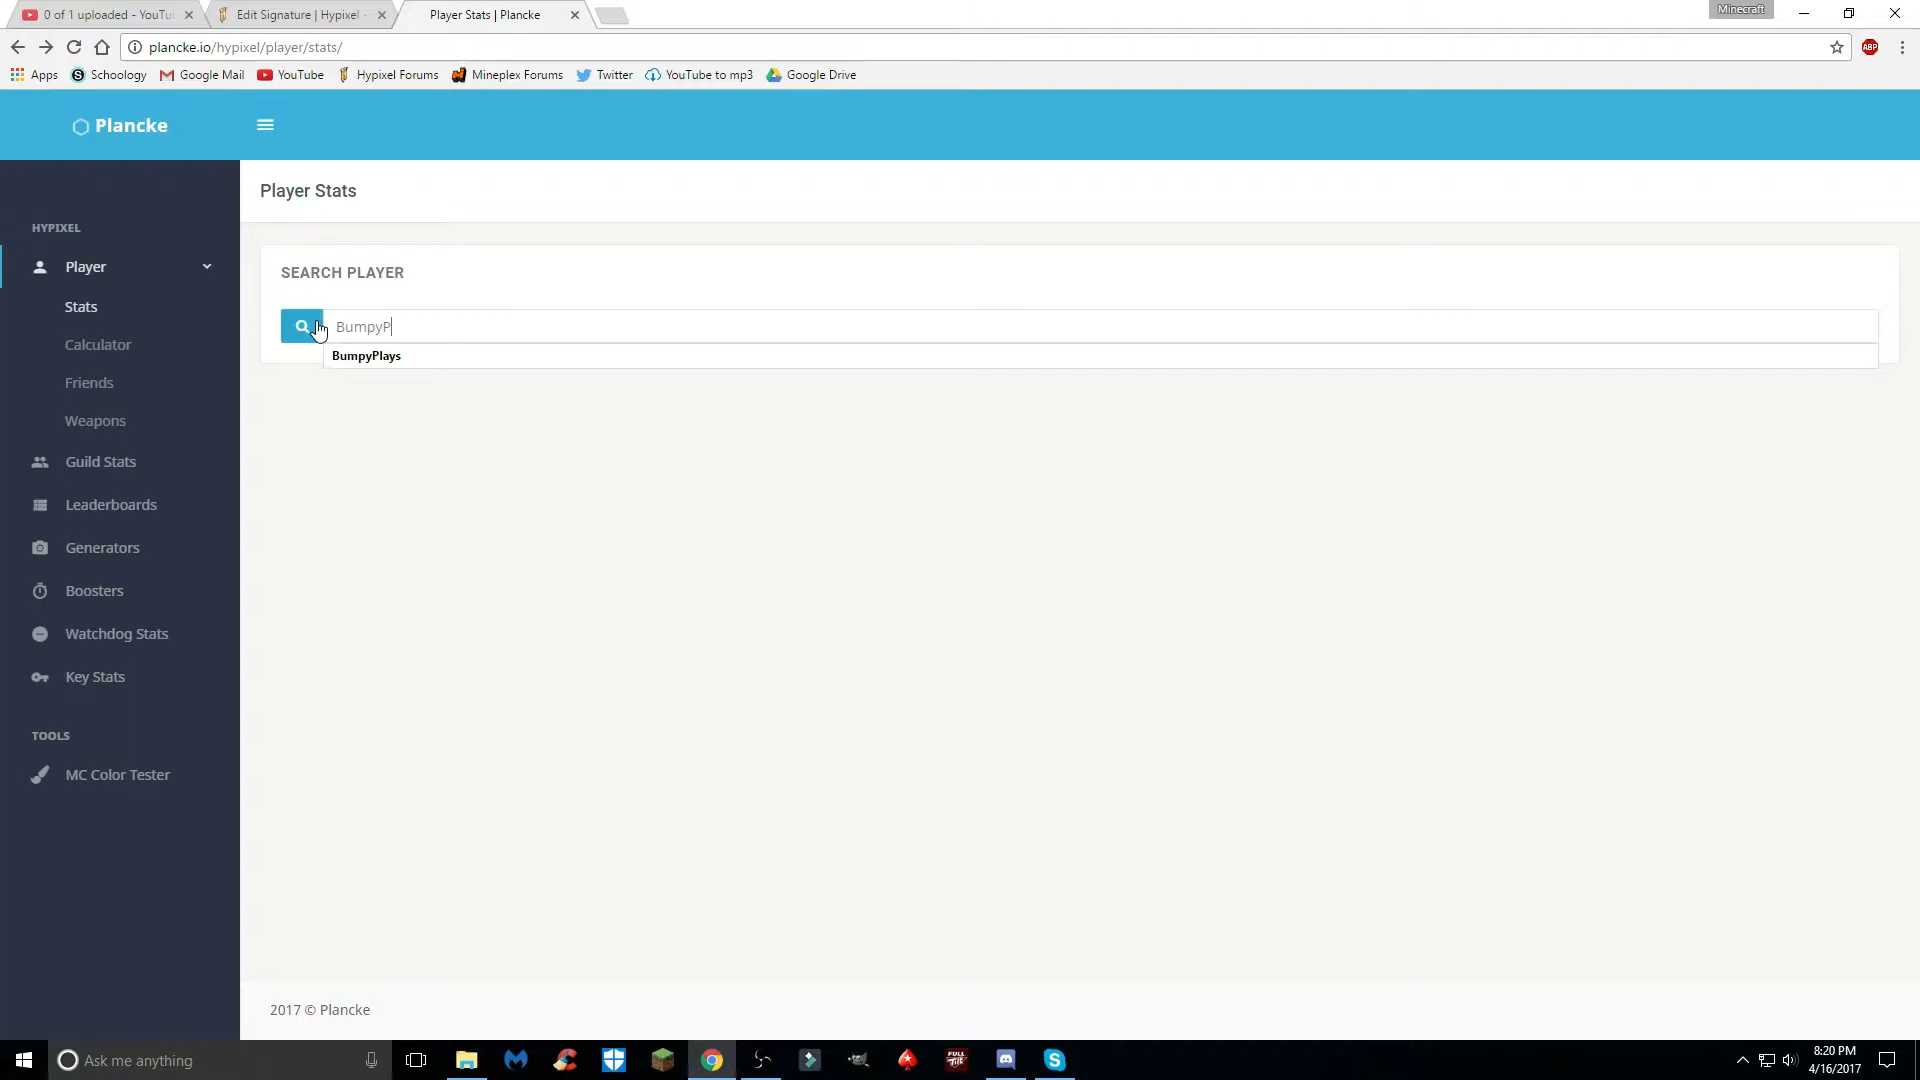 0 of 1 uploaded - YouTu
Edit Signature | Hypixel -
Player Stats | Plancke
Minecraft
plancke.io/hypixel/player/stats/
ABP
Apps
Schoology
Google Mail
YouTube
Hypixel Forums
Mineplex Forums
Twitter
YouTube to mp3
Google Drive
Plancke
Player Stats
HYPIXEL
Player
Stats
Calculator
Friends
Weapons
Guild Stats
Leaderboards
Generators
Boosters
Watchdog Stats
Key Stats
TOOLS
MC Color Tester
SEARCH PLAYER
BumpyP
BumpyPlays
2017 © Plancke
Ask me anything
FULL
TILT
8:20 PM
4/16/2017